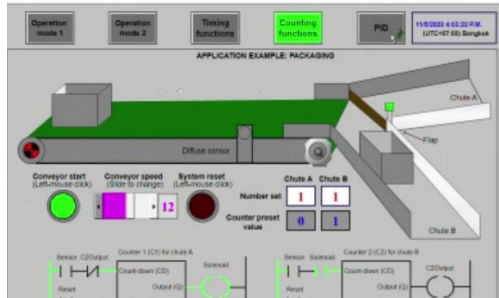 Operation mode 1
Operation mode 2
Timing functions
Counting functions
PID
11/5/2020 4:03:22 P.M.
(UTC+07:00) Bangkok
APPLICATION EXAMPLE: PACKAGING
Chute A
Flap
Diffuse sensor
Chute B
Conveyor start
(Left-mouse click)
Conveyor speed
(Slide to change)
12
System reset
(Left-mouse click)
Chute A Chute B
Number set 1 1
Counter preset value 0 1
Counter 1 (C1) for chute A
Sensor C2Output
Count-down (CD)
Solenoid
Reset
Output (Q)
Counter 2 (C2) for chute B
Sensor Solenoid
Count-down (CD)
C2Output
Reset
Output (Q)